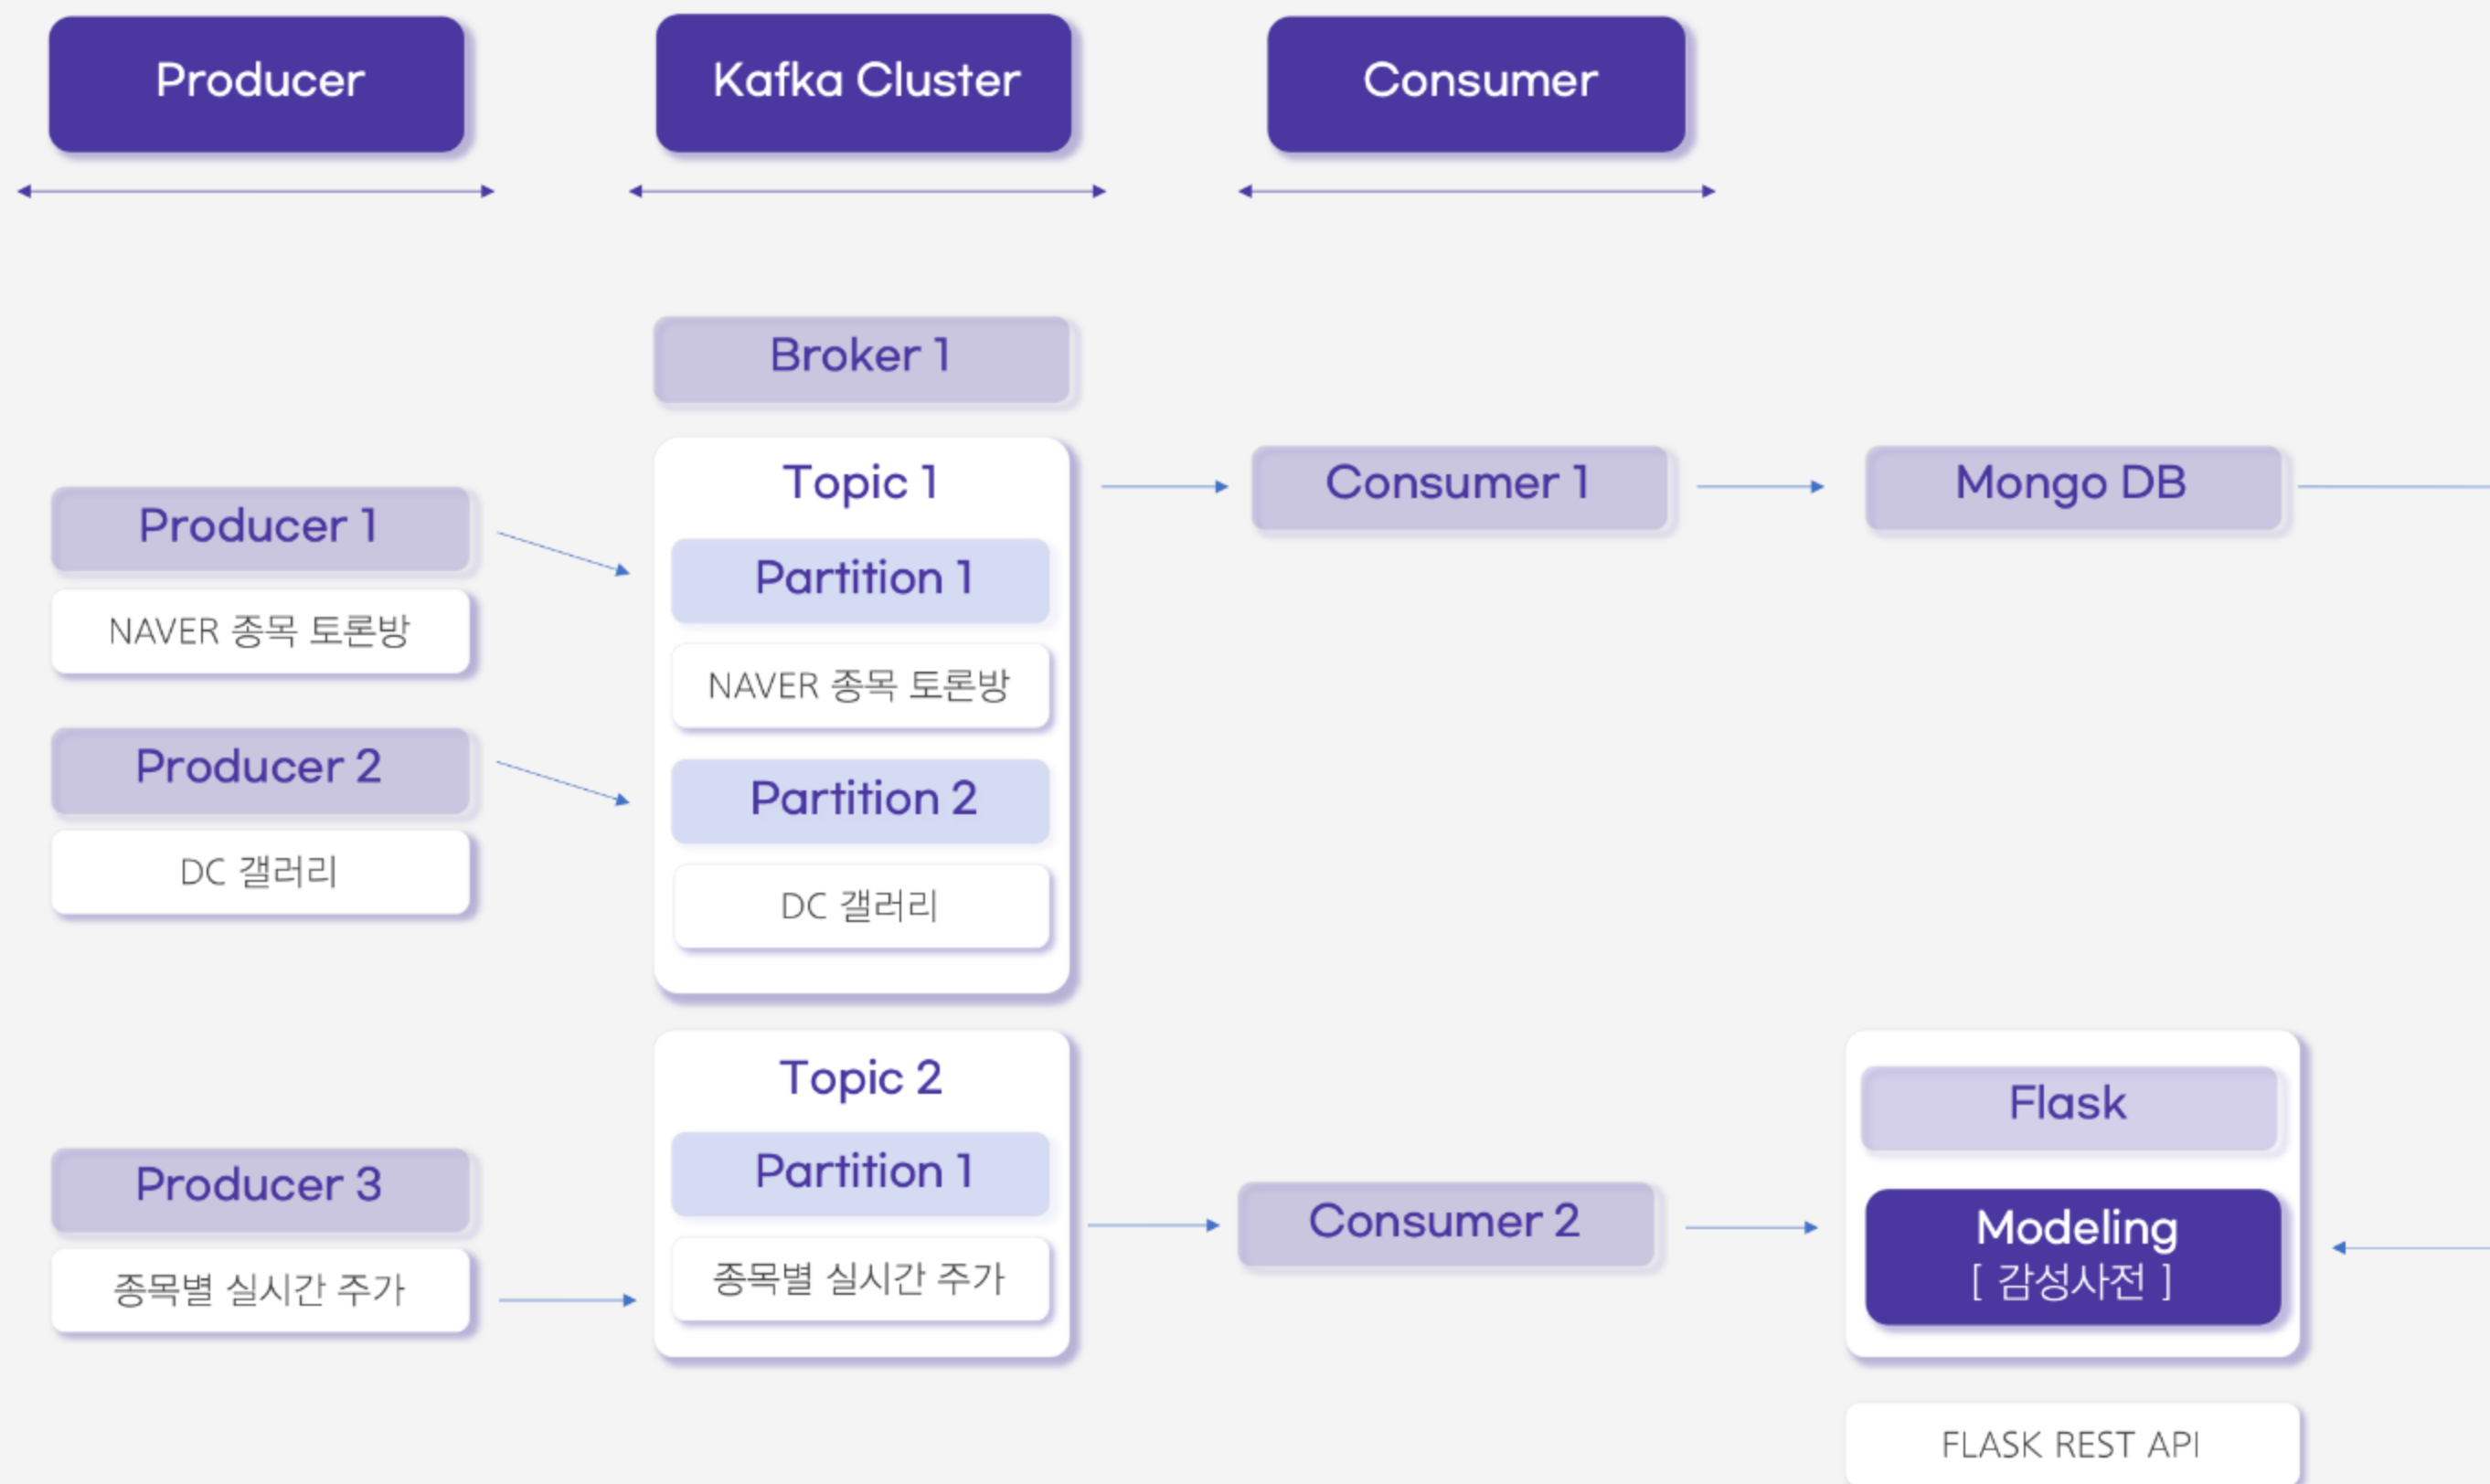 Producer
Kafka Cluster
Consumer
Broker 1
Topic 1
Consumer 1
Mongo DB
Producer 1
Partition 1
NAVER 종목 토론방
NAVER 종목 토론방
Producer 2
Partition 2
DC 갤러리
DC 갤러리
Topic 2
Flask
Producer 3
Partition 1
Consumer 2
Modeling
[ 감성사전 ]
종목별 실시간 주가
종목별 실시간 주가
FLASK REST API